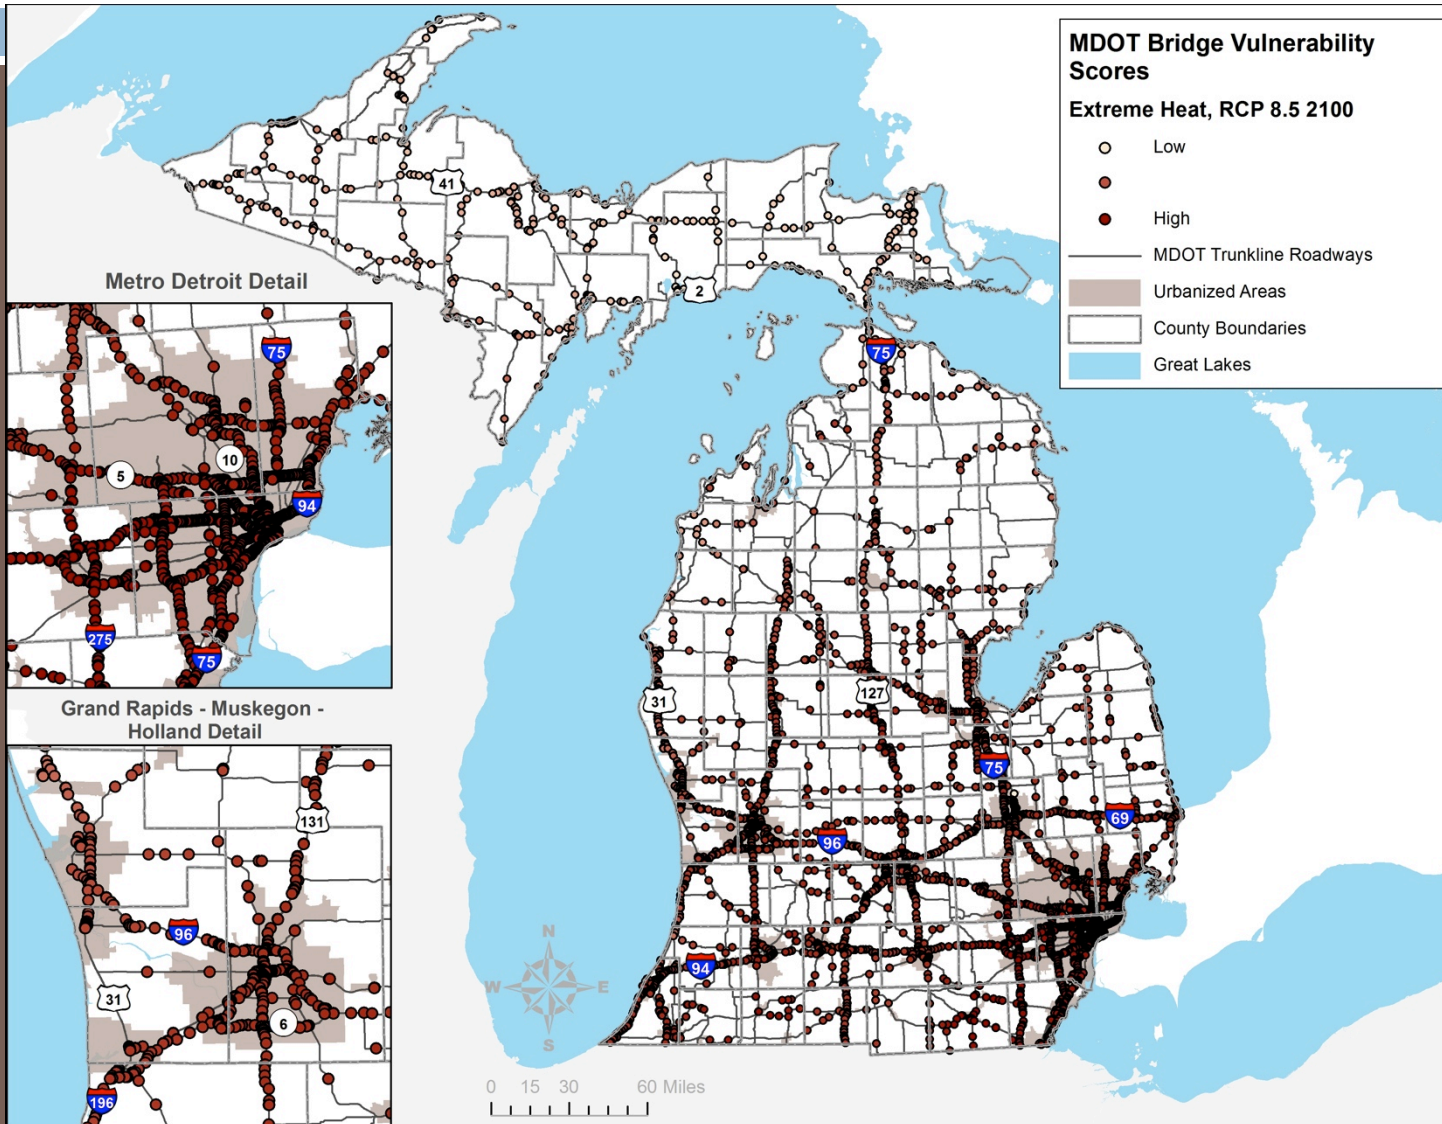 MDOT Bridge Vulnerability
Scores
Extreme Heat, RCP 8.5 2100
Low
High
MDOT Trunkline Roadways
Urbanized Areas
County Boundaries
Great Lakes
41
2
75
31
127
75
69
96
94
Metro Detroit Detail
75
10
5
94
275
75
Grand Rapids - Muskegon -
Holland Detail
131
96
31
6
196
N
W E
S
0 15 30 60 Miles